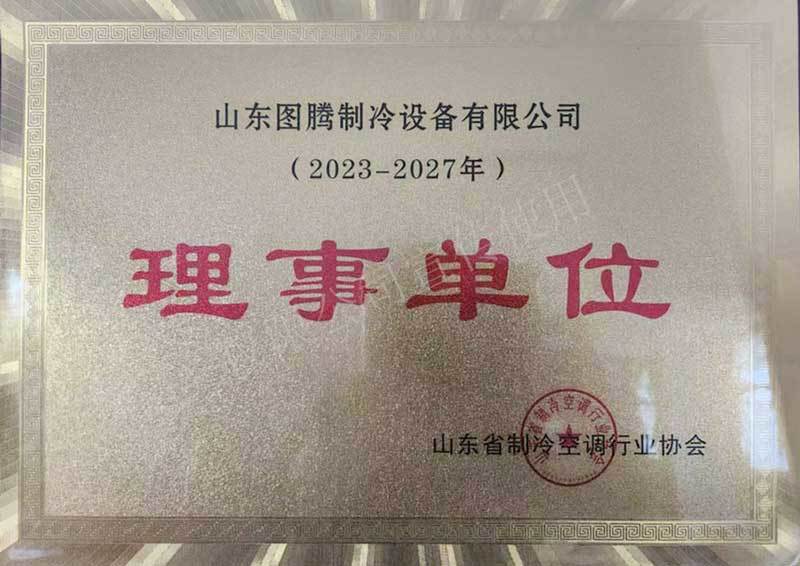 山东图腾制冷设备有限公司
（2023-2027年）
理事单位
山东省制冷空调行业协会